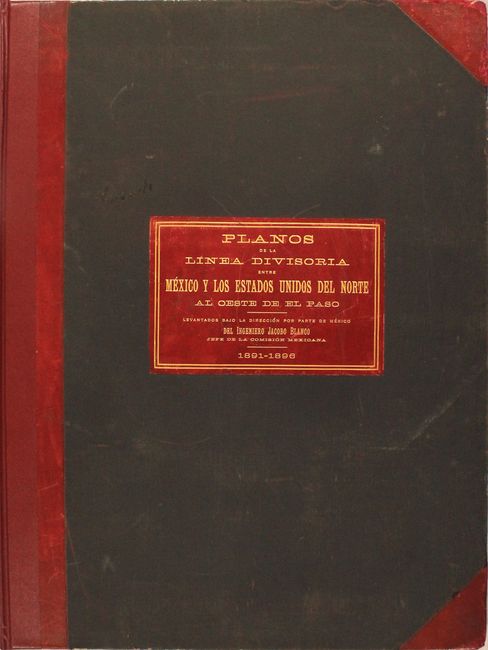 PLANOS
DE LA
LÍNEA DIVISORIA
ENTRE
MÉXICO Y LOS ESTADOS UNIDOS DEL NORTE
AL OESTE DE EL PASO
LEVANTADOS BAJO LA DIRECCIÓN POR PARTE DE MÉXICO
DEL INGENIERO JACOBO BLANCO
JEFE DE LA COMISIÓN MEXICANA
1891-1896